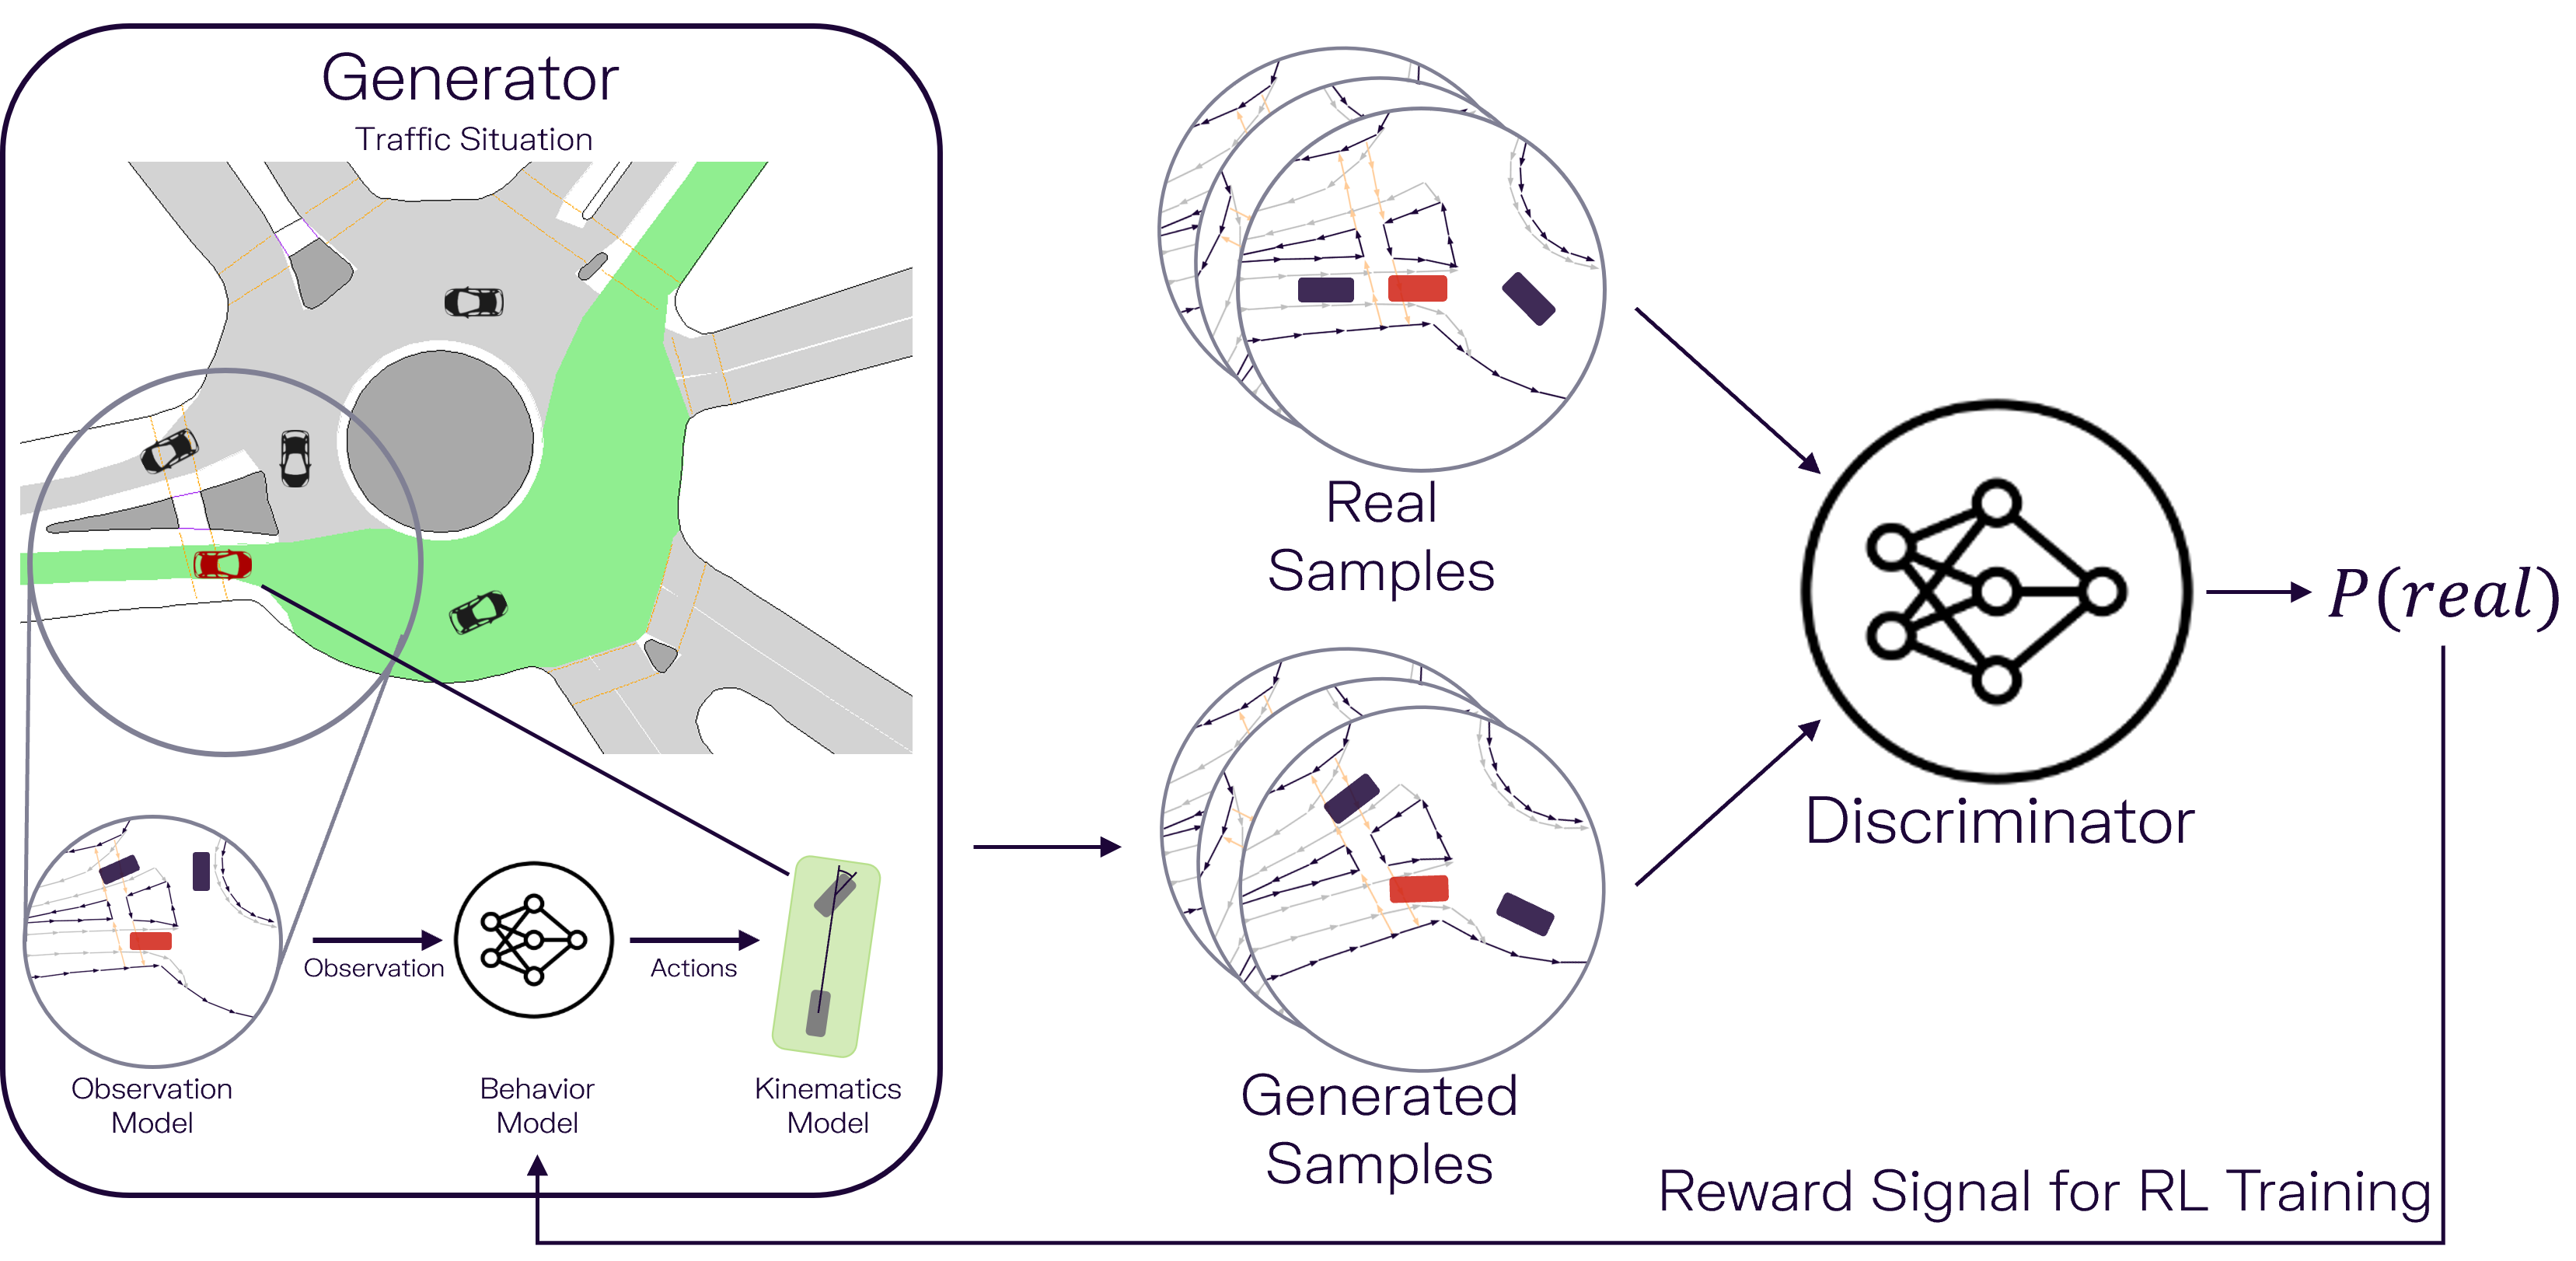 Generator
Traffic Situation
Observation
Actions
Observation
Model
Behavior
Model
Kinematics
Model
Real
Samples
Generated
Samples
Discriminator
P(real)
Reward Signal for RL Training